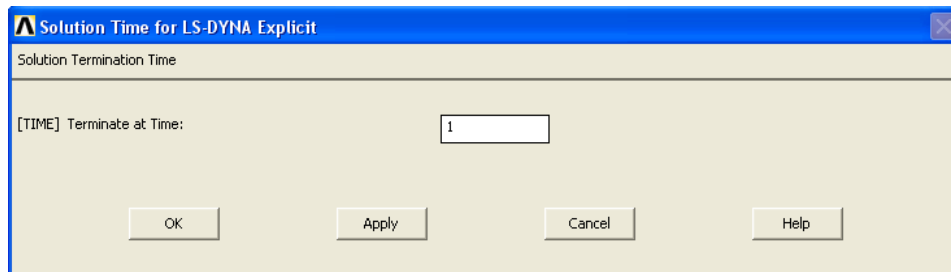 Solution Time for LS-DYNA Explicit
Solution Termination Time
[TIME] Terminate at Time: 1
OK Apply Cancel Help